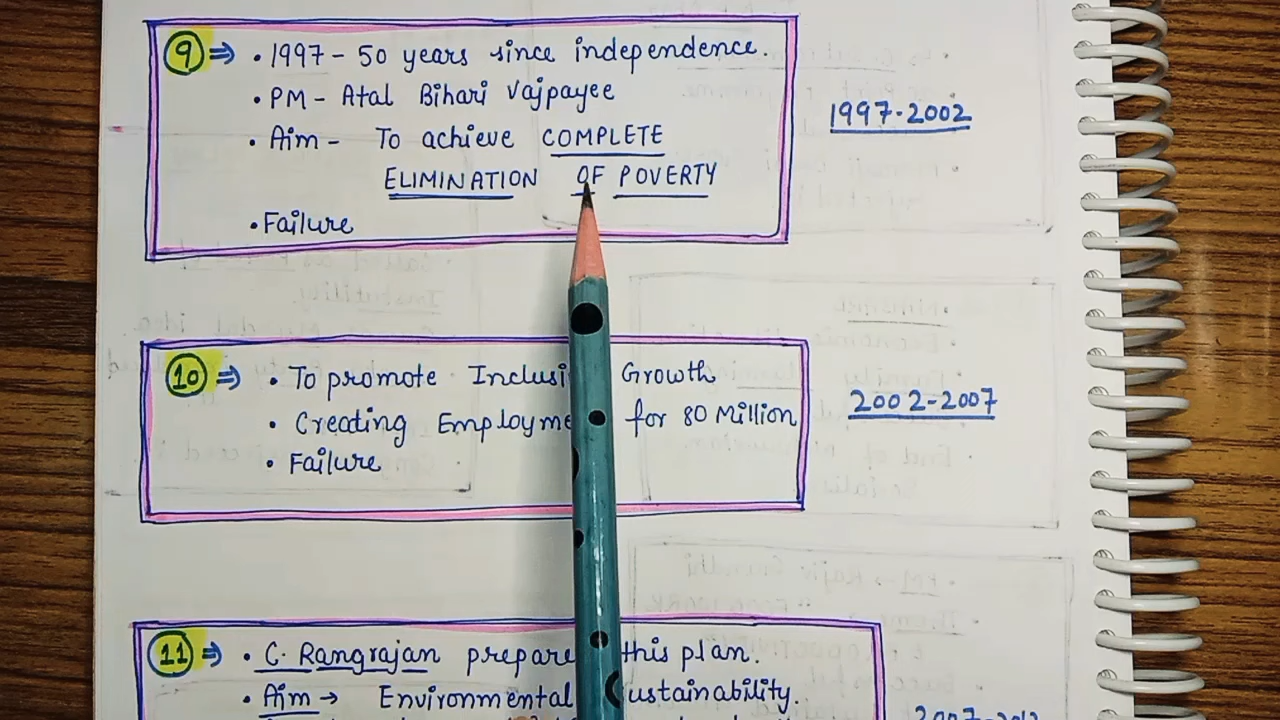 9 ⇒ • 1997 - 50 years since independence.
• PM - Atal Bihari Vajpayee
• Aim - To achieve COMPLETE
ELIMINATION OF POVERTY
• Failure
1997-2002
10 ⇒ • To promote Inclusi Growth
• Creating Employme for 80 Million
• Failure
2002-2007
11 ⇒ • C. Rangrajan prepare this plan.
• Aim → Environmental ustainability.
2007-2012